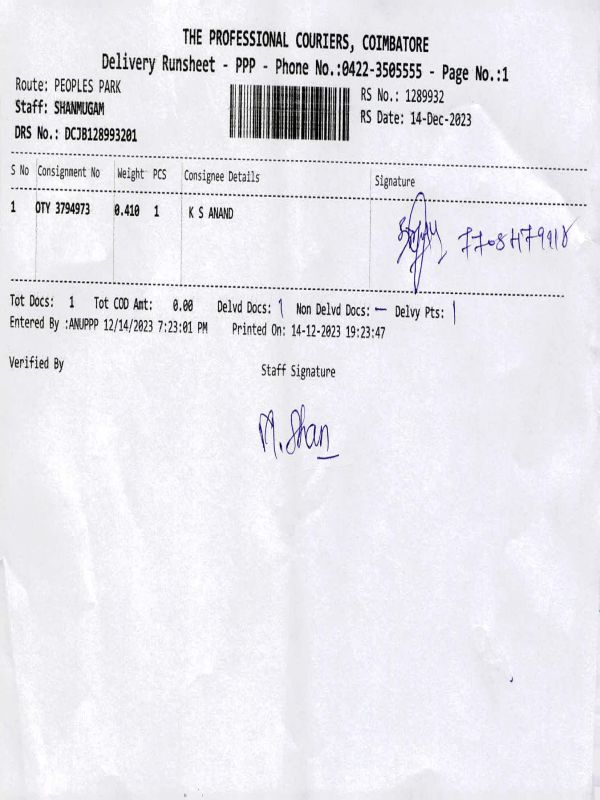 THE PROFESSIONAL COURIERS, COIMBATORE
Delivery Runsheet - PPP - Phone No.:0422-3505555 - Page No.:1
Route: PEOPLES PARK
RS No.: 1289932
Staff: SHANMUGAM
RS Date: 14-Dec-2023
DRS No.: DCJB128993201
S No Consignment No Weight PCS Consignee Details Signature
1 OTY 3794973 0.410 1 K S ANAND
Tot Docs: 1 Tot COD Amt: 0.00 Delvd Docs: 1 Non Delvd Docs: — Delvy Pts: 1
Entered By :ANUPPP 12/14/2023 7:23:01 PM Printed On: 14-12-2023 19:23:47
Verified By Staff Signature
M. Shan